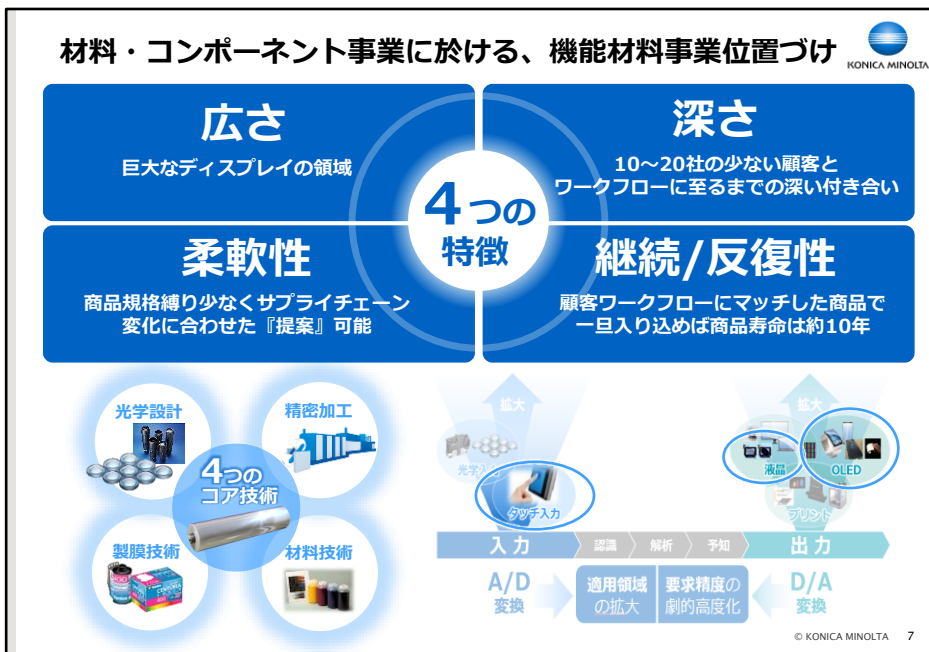 材料・コンポーネント事業に於ける、機能材料事業位置づけ
KONICA MINOLTA
広さ
巨大なディスプレイの領域
深さ
10～20社の少ない顧客と
ワークフローに至るまでの深い付き合い
4つの
特徴
柔軟性
商品規格縛り少なくサプライチェーン
変化に合わせた『提案』可能
継続/反復性
顧客ワークフローにマッチした商品で
一旦入り込めば商品寿命は約10年
光学設計
精密加工
4つの
コア技術
製膜技術
材料技術
拡大
タッチ入力
拡大
液晶
OLED
プリント
入力
認識
解析
予知
出力
A/D
変換
適用領域
の拡大
要求精度の
劇的高度化
D/A
変換
© KONICA MINOLTA 7